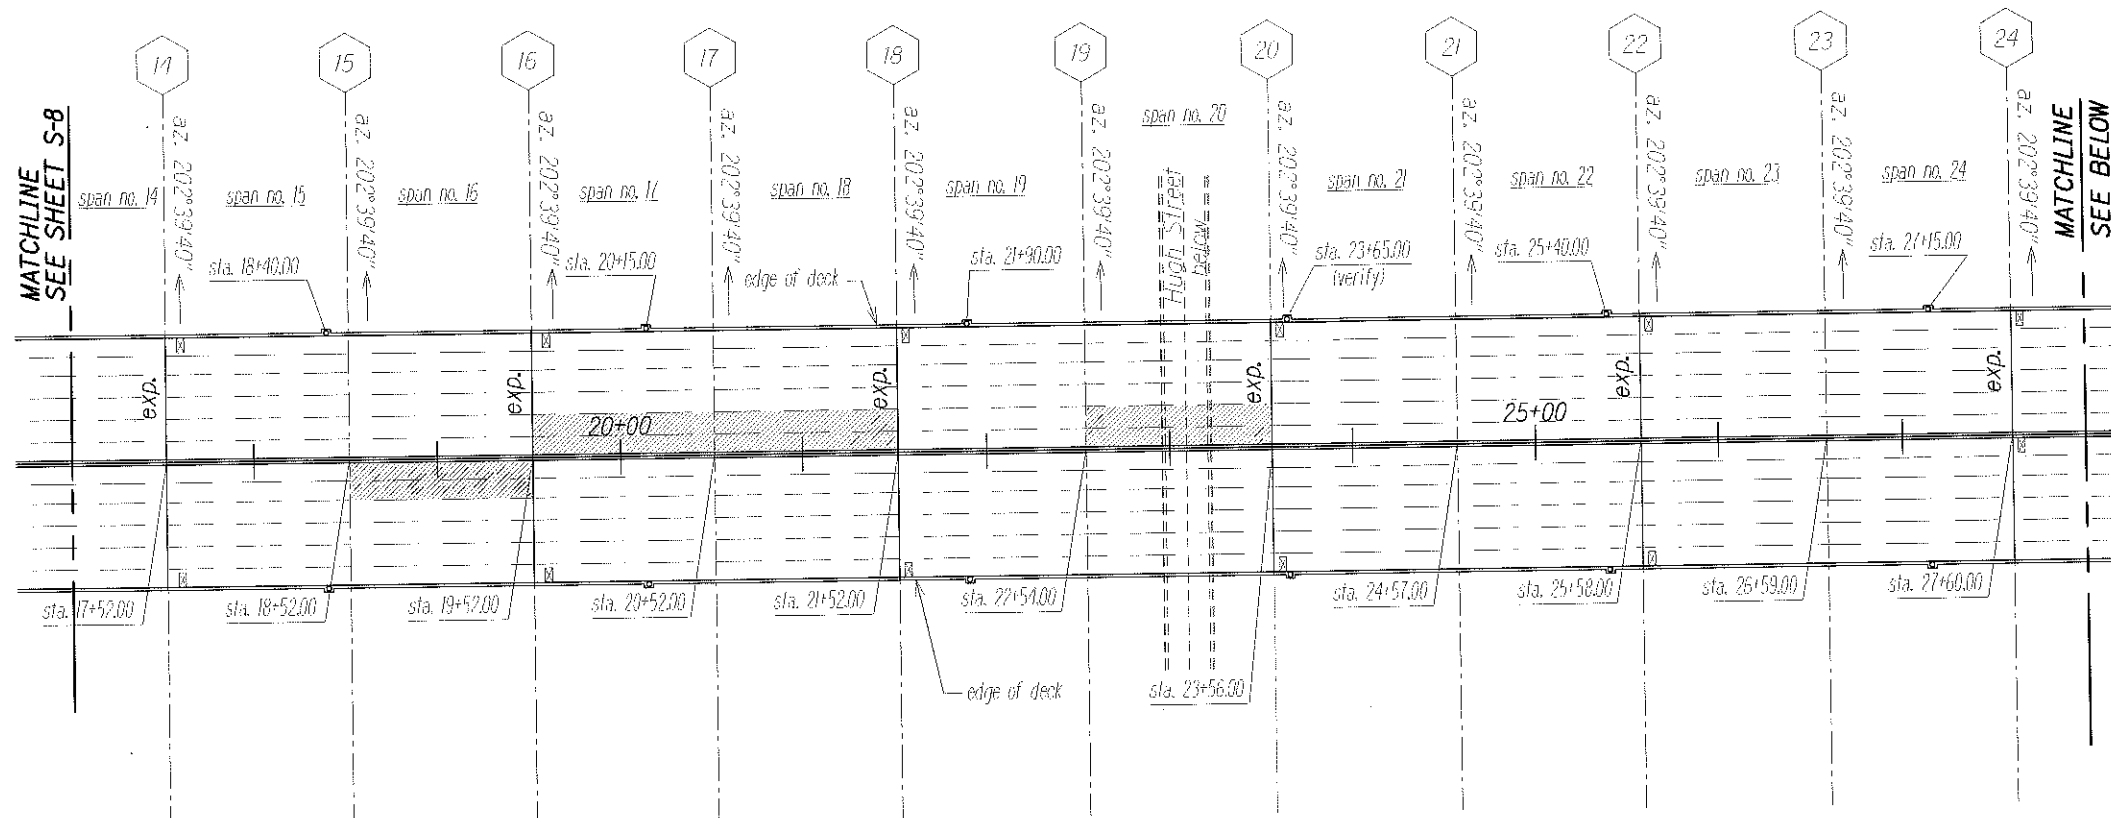 14
15
16
17
18
19
20
21
22
23
24
MATCHLINE
SEE SHEET S-8
az. 202°39'40"
az. 202°39'40"
az. 202°39'40"
az. 202°39'40"
az. 202°39'40"
az. 202°39'40"
az. 202°39'40"
az. 202°39'40"
az. 202°39'40"
az. 202°39'40"
az. 202°39'40"
MATCHLINE
SEE BELOW
span no. 14
span no. 15
span no. 16
span no. 17
span no. 18
span no. 19
span no. 20
span no. 21
span no. 22
span no. 23
span no. 24
Hugh Street
below
sta. 18+40.00
sta. 20+15.00
edge of deck
sta. 21+90.00
sta. 23+65.00
(verify)
sta. 25+40.00
sta. 27+15.00
exp.
exp.
exp.
exp.
exp.
exp.
20+00
25+00
sta. 17+52.00
sta. 18+52.00
sta. 19+52.00
sta. 20+52.00
sta. 21+52.00
sta. 22+54.00
sta. 24+57.00
sta. 25+58.00
sta. 26+59.00
sta. 27+60.00
edge of deck
sta. 23+56.00